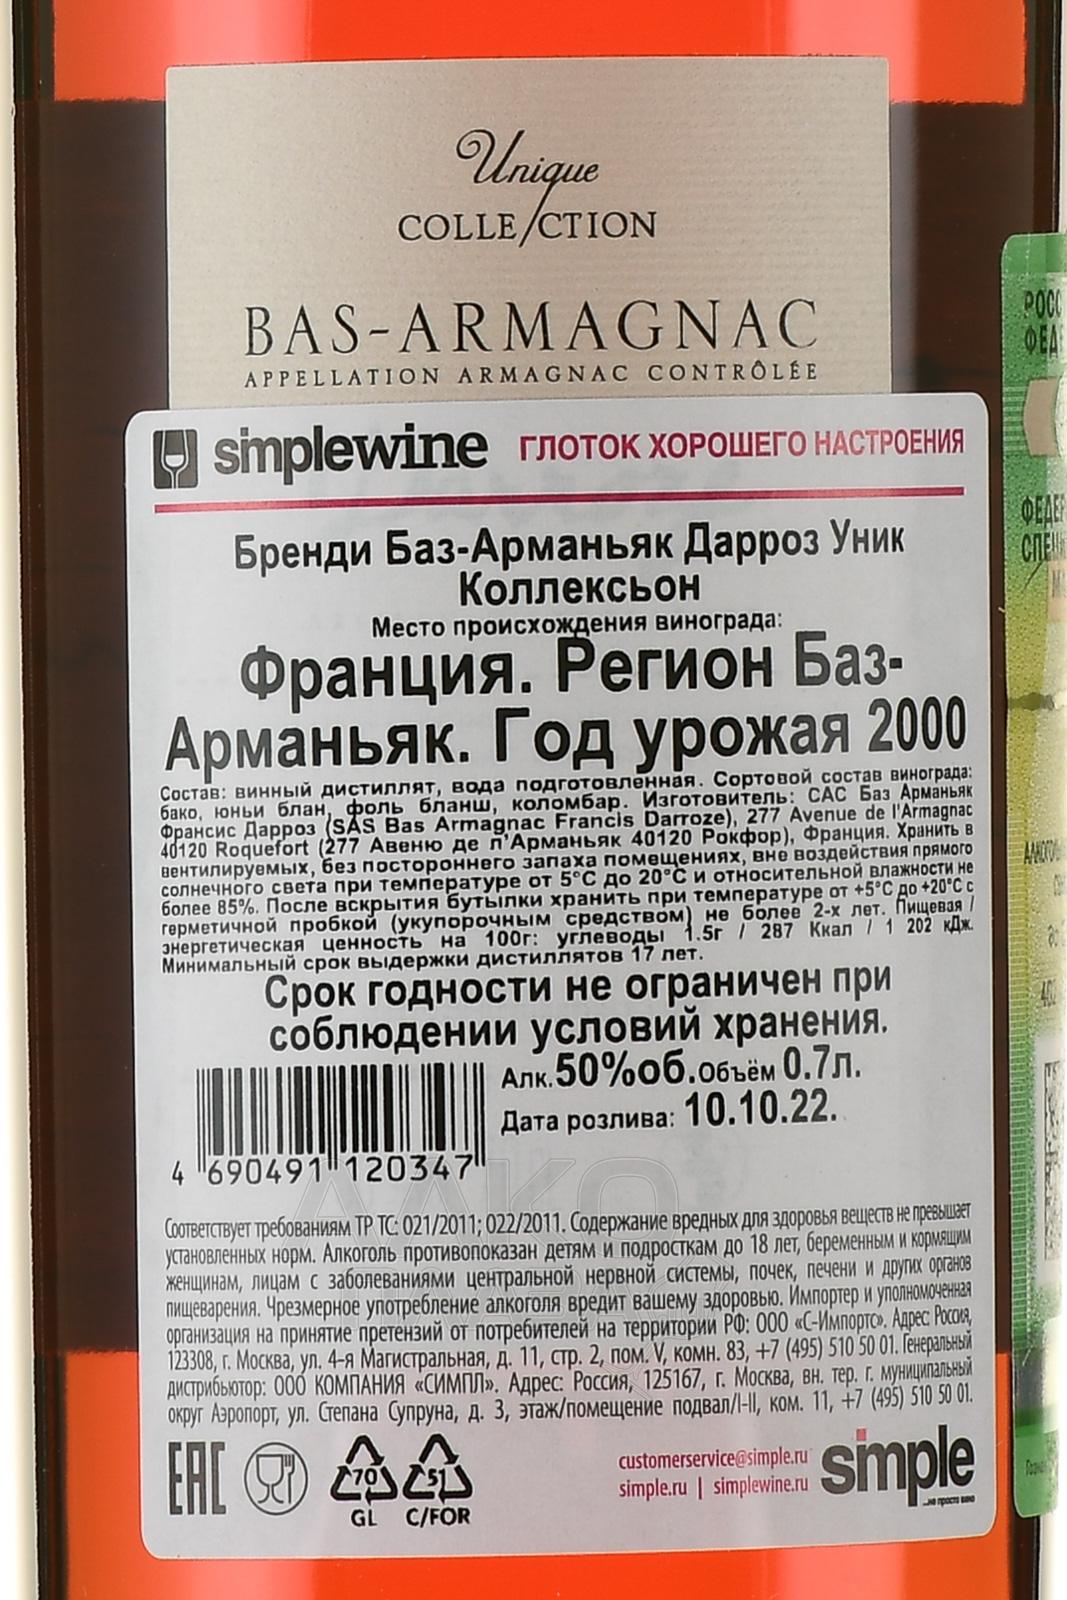 Unique
COLLECTION
BAS-ARMAGNAC
APPELLATION ARMAGNAC CONTRÔLÉE
simplewine ГЛОТОК ХОРОШЕГО НАСТРОЕНИЯ
Бренди Баз-Арманьяк Дарроз Уник
Коллексьон
Место происхождения винограда:
Франция. Регион Баз-
Арманьяк. Год урожая 2000
Состав: винный дистиллят, вода подготовленная. Сортовой состав винограда:
бако, юньи блан, фоль бланш, коломбар. Изготовитель: САС Баз Арманьяк
Франсис Дарроз (SAS Bas Armagnac Francis Darroze), 277 Avenue de l'Armagnac
40120 Roquefort (277 Авеню де л'Арманьяк 40120 Рокфор), Франция. Хранить в
вентилируемых, без постороннего запаха помещениях, вне воздействия прямого
солнечного света при температуре от 5°C до 20°C и относительной влажности не
более 85%. После вскрытия бутылки хранить при температуре от +5°C до +20°C с
герметичной пробкой (укупорочным средством) не более 2-х лет. Пищевая /
энергетическая ценность на 100г: углеводы 1.5г / 287 Ккал / 1 202 кДж.
Минимальный срок выдержки дистиллятов 17 лет.
Срок годности не ограничен при
соблюдении условий хранения.
Алк.50%об.Объём 0.7л.
Дата розлива: 10.10.22.
4 690491 120347
Соответствует требованиям ТР ТС: 021/2011; 022/2011. Содержание вредных для здоровья веществ не превышает
установленных норм. Алкоголь противопоказан детям и подросткам до 18 лет, беременным и кормящим
женщинам, лицам с заболеваниями центральной нервной системы, почек, печени и других органов
пищеварения. Чрезмерное употребление алкоголя вредит вашему здоровью. Импортер и уполномоченная
организация на принятие претензий от потребителей на территории РФ: ООО «С-Импортс». Адрес: Россия,
123308, г. Москва, ул. 4-я Магистральная, д. 11, стр. 2, пом. V, комн. 83, +7 (495) 510 50 01. Генеральный
дистрибьютор: ООО КОМПАНИЯ «СИМПЛ». Адрес: Россия, 125167, г. Москва, вн. тер. г. муниципальный
округ Аэропорт, ул. Степана Супруна, д. 3, этаж/помещение подвал/I-II, ком. 11, +7 (495) 510 50 01.
EAC
70 51
GL C/FOR
customerservice@simple.ru
simple.ru | simplewine.ru
simple
...не просто вино
РОСС
ФЕДЕ
ФЕДЕР
СПЕЦ